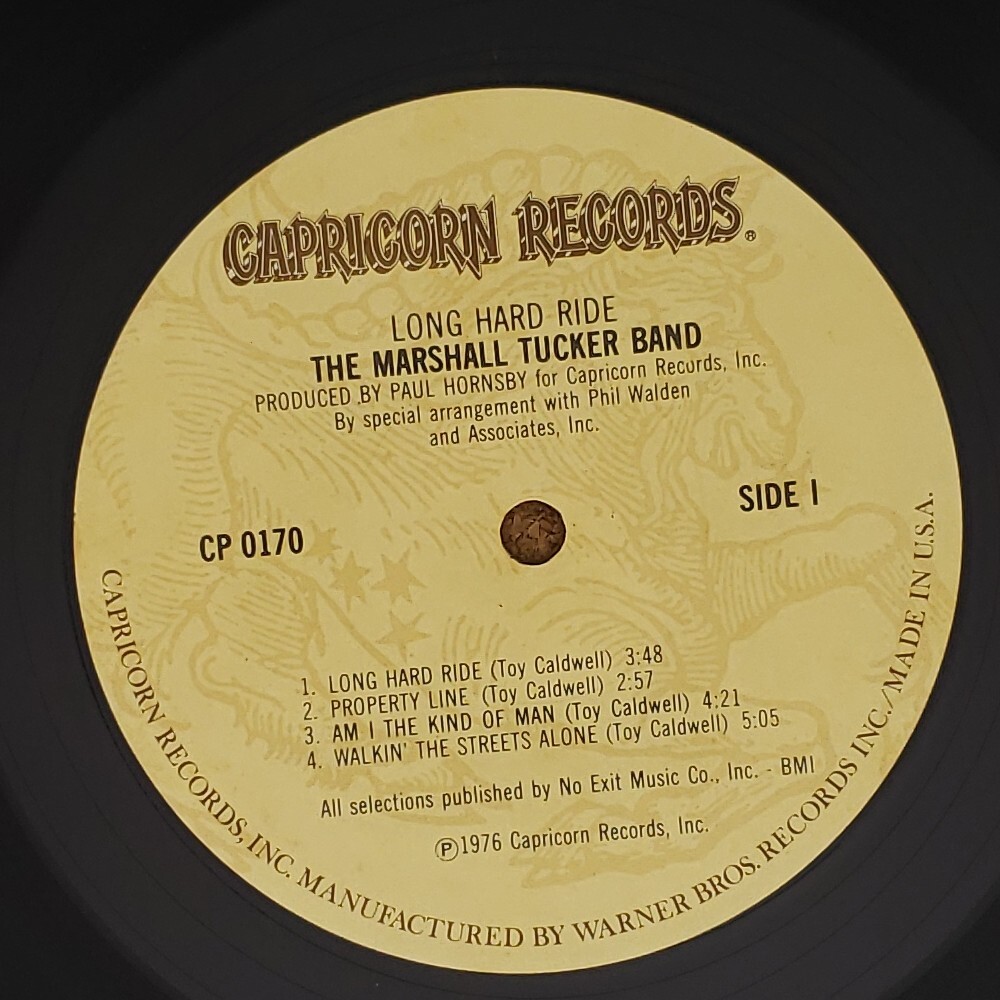 CAPRICORN RECORDS®
LONG HARD RIDE
THE MARSHALL TUCKER BAND
PRODUCED BY PAUL HORNSBY for Capricorn Records, Inc.
By special arrangement with Phil Walden
and Associates, Inc.
SIDE I
CP 0170
1. LONG HARD RIDE (Toy Caldwell) 3:48
2. PROPERTY LINE (Toy Caldwell) 2:57
3. AM I THE KIND OF MAN (Toy Caldwell) 4:21
4. WALKIN' THE STREETS ALONE (Toy Caldwell) 5:05
All selections published by No Exit Music Co., Inc. - BMI
℗1976 Capricorn Records, Inc.
CAPRICORN RECORDS, INC. MANUFACTURED BY WARNER BROS. RECORDS INC./MADE IN U.S.A.